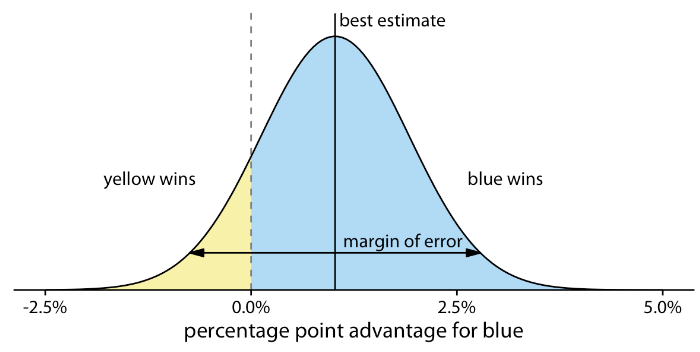 best estimate
yellow wins
blue wins
margin of error
-2.5%
0.0%
2.5%
5.0%
percentage point advantage for blue